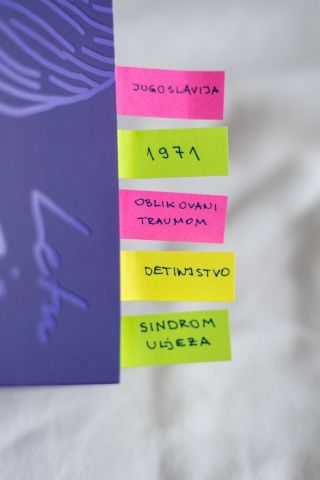 JUGOSLAVIJA
1971
OBLIKOVANI
TRAUMOM
DETINJSTVO
SINDROM
ULjEZA